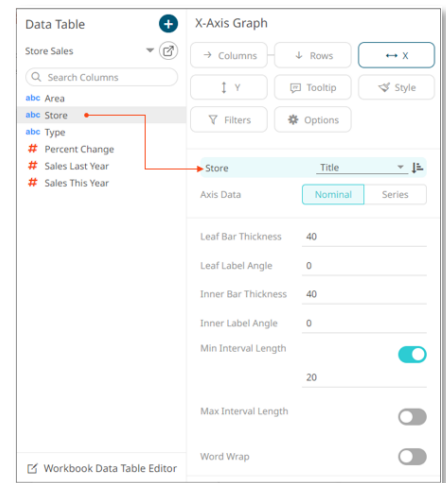 Data Table
Store Sales
Search Columns
abc Area
abc Store
abc Type
# Percent Change
# Sales Last Year
# Sales This Year
Workbook Data Table Editor
X-Axis Graph
Columns
Rows
X
Y
Tooltip
Style
Filters
Options
Store Title
Axis Data Nominal Series
Leaf Bar Thickness 40
Leaf Label Angle 0
Inner Bar Thickness 40
Inner Label Angle 0
Min Interval Length
20
Max Interval Length
Word Wrap